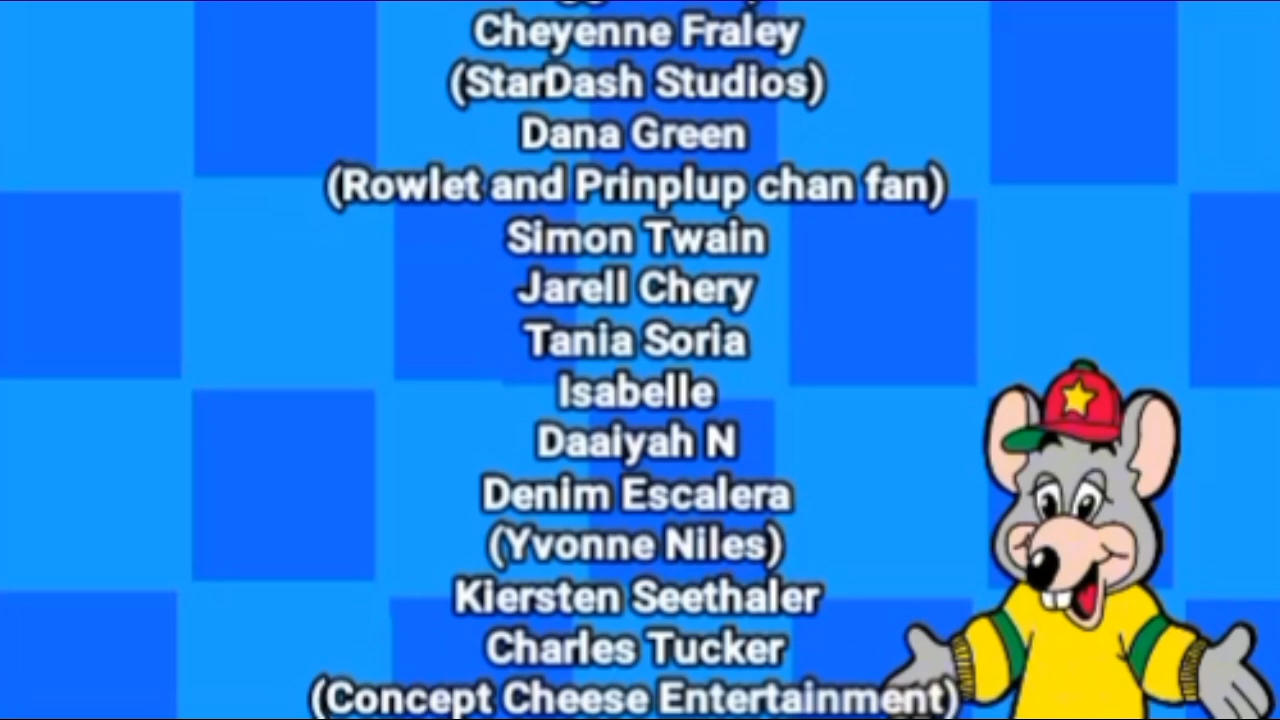 Cheyenne Fraley
(StarDash Studios)
Dana Green
(Rowlet and Prinplup chan fan)
Simon Twain
Jarell Chery
Tania Soria
Isabelle
Daaiyah N
Denim Escalera
(Yvonne Niles)
Kiersten Seethaler
Charles Tucker
(Concept Cheese Entertainment)